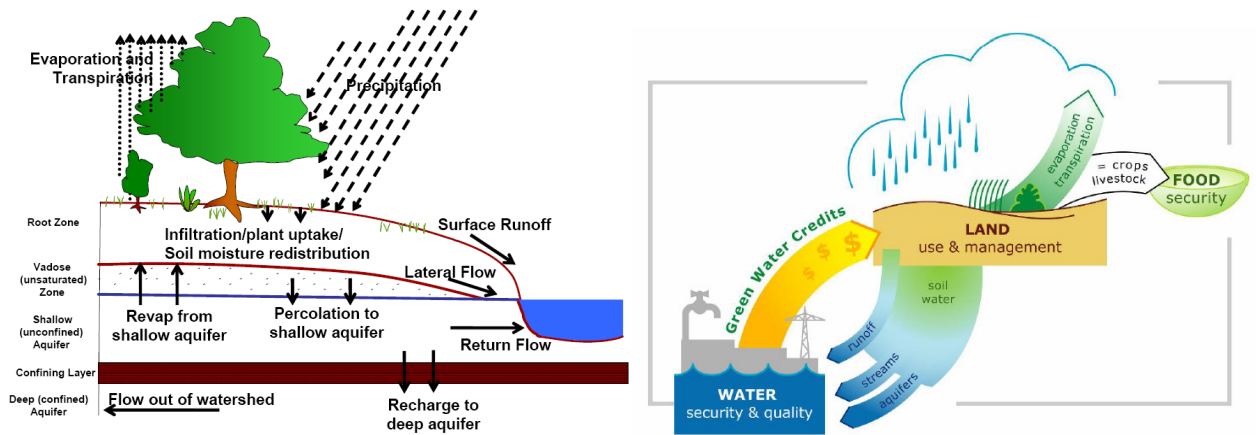 Evaporation and
Transpiration
Precipitation
Root Zone
Infiltration/plant uptake/
Soil moisture redistribution
Surface Runoff
Vadose
(unsaturated)
Zone
Lateral Flow
Revap from
shallow aquifer
Percolation to
shallow aquifer
Shallow
(unconfined)
Aquifer
Return Flow
Confining Layer
Deep (confined)
Aquifer
Flow out of watershed
Recharge to
deep aquifer
evaporation
transpiration
= crops
livestock
FOOD
security
LAND
use & management
Green Water Credits
$ $ $
soil
water
runoff
streams
aquifers
WATER
security & quality